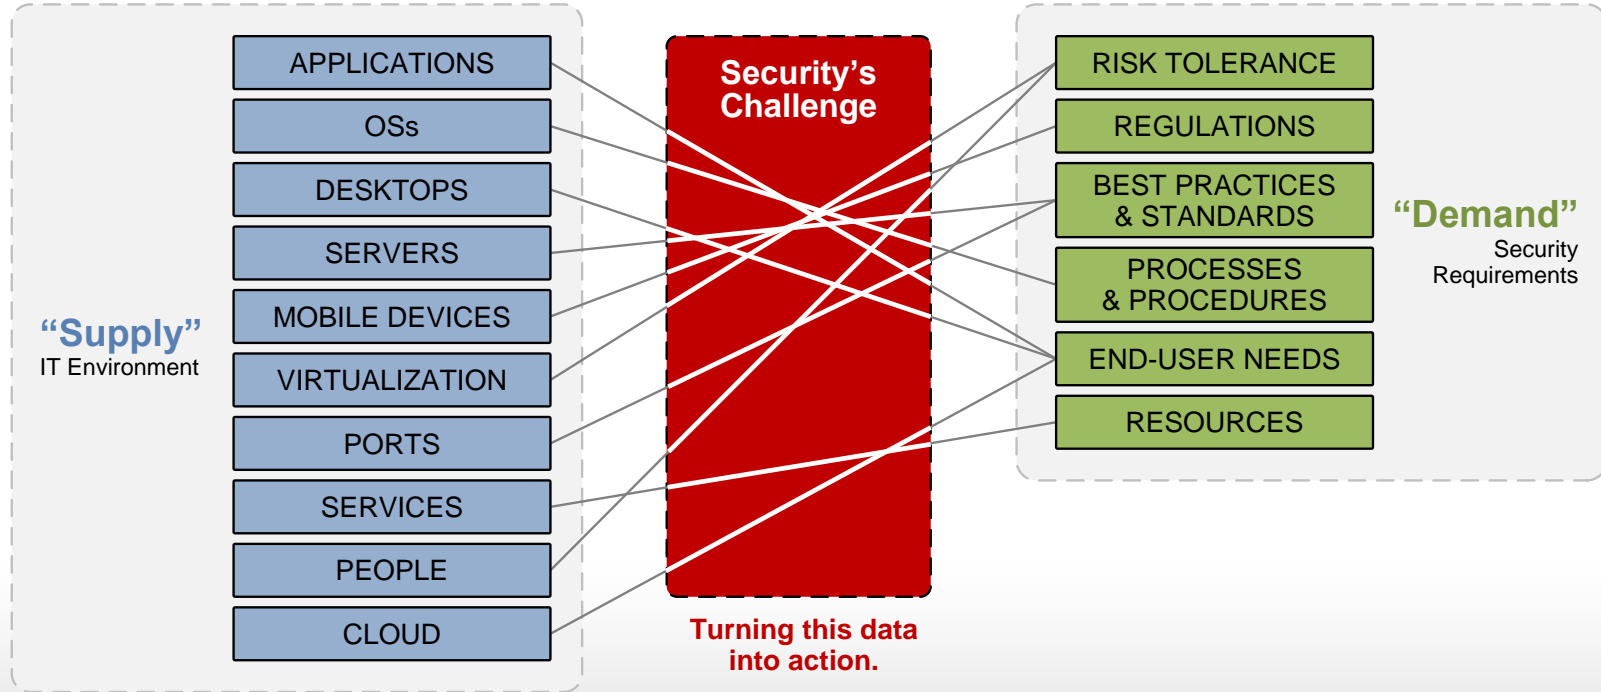 “Supply”
IT Environment
APPLICATIONS
OSs
DESKTOPS
SERVERS
MOBILE DEVICES
VIRTUALIZATION
PORTS
SERVICES
PEOPLE
CLOUD
Security’s
Challenge
Turning this data
into action.
RISK TOLERANCE
REGULATIONS
BEST PRACTICES
& STANDARDS
PROCESSES
& PROCEDURES
END-USER NEEDS
RESOURCES
“Demand”
Security
Requirements